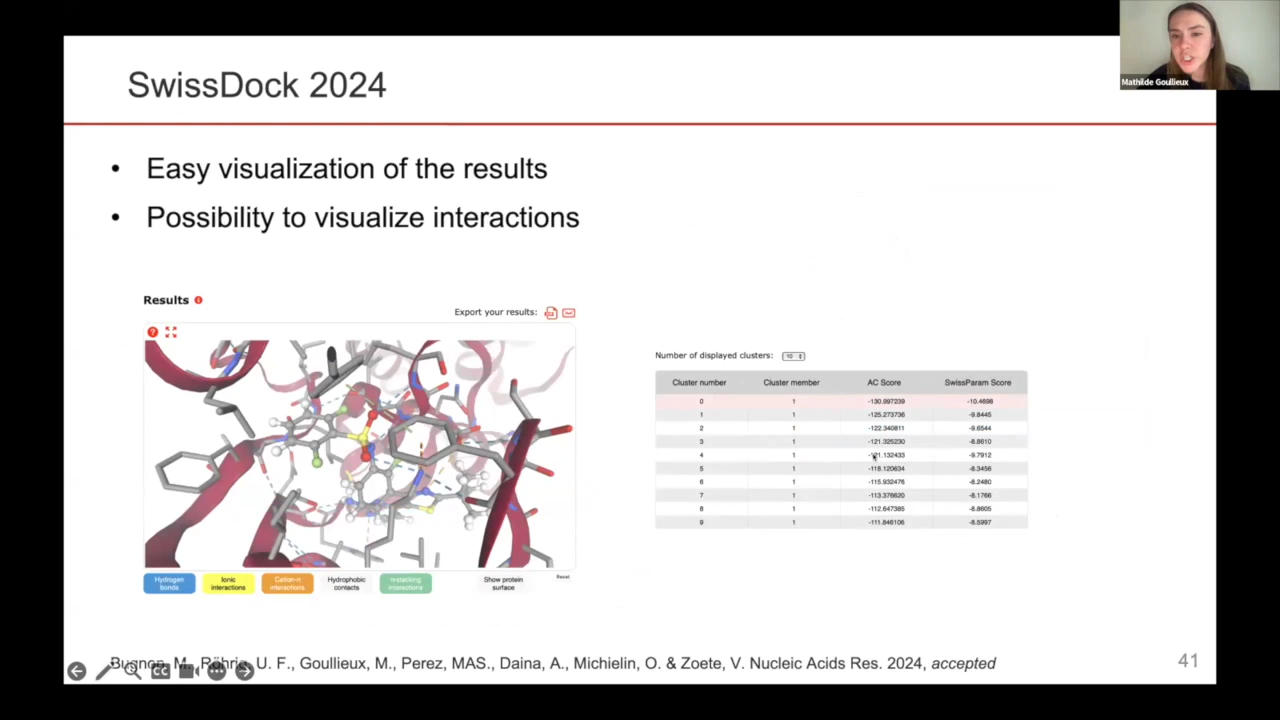 Mathilde Goullieux
SwissDock 2024
• Easy visualization of the results
• Possibility to visualize interactions
Results
Export your results:
Hydrogen bonds
Ionic interactions
Cation-π interactions
Hydrophobic contacts
π-stacking interactions
Show protein surface
Reset
Number of displayed clusters: 10
Cluster number Cluster member AC Score SwissParam Score
0 1 -130.997239 -10.4698
1 1 -125.273736 -9.8445
2 1 -122.340811 -9.6544
3 1 -121.325230 -8.8610
4 1 -121.132433 -9.7912
5 1 -118.120634 -8.3456
6 1 -115.932476 -8.2480
7 1 -113.376620 -8.1766
8 1 -112.647385 -8.8605
9 1 -111.846106 -8.5997
Bugnon, M., Röhrig, U. F., Goullieux, M., Perez, MAS., Daina, A., Michielin, O. & Zoete, V. Nucleic Acids Res. 2024, accepted
CC
41